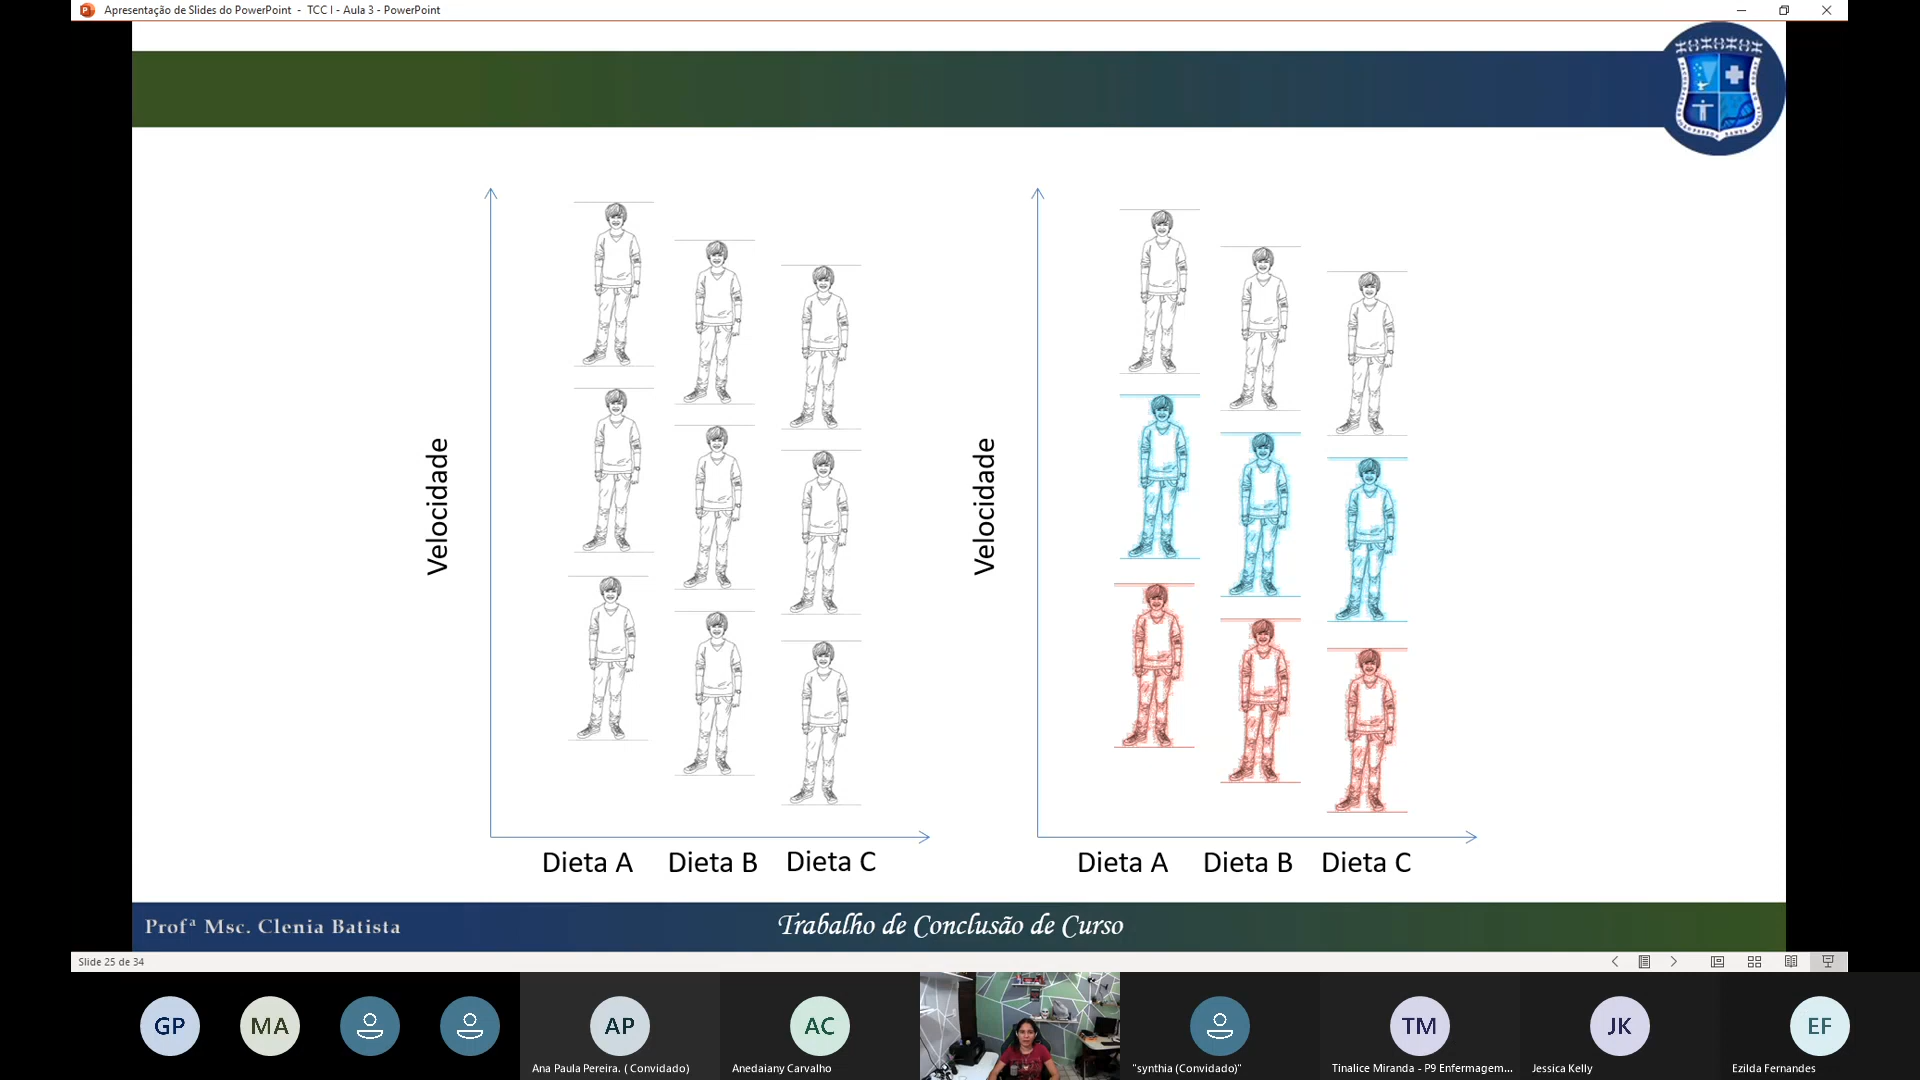 Apresentação de Slides do PowerPoint - TCC I - Aula 3 - PowerPoint
Velocidade
Dieta A Dieta B Dieta C
Velocidade
Dieta A Dieta B Dieta C
Profª Msc. Clenia Batista
Trabalho de Conclusão de Curso
Slide 25 de 34
GP
MA
AP
Ana Paula Pereira. ( Convidado)
AC
Anedaiany Carvalho
"synthia (Convidado)"
TM
Tinalice Miranda - P9 Enfermagem...
JK
Jessica Kelly
EF
Ezilda Fernandes